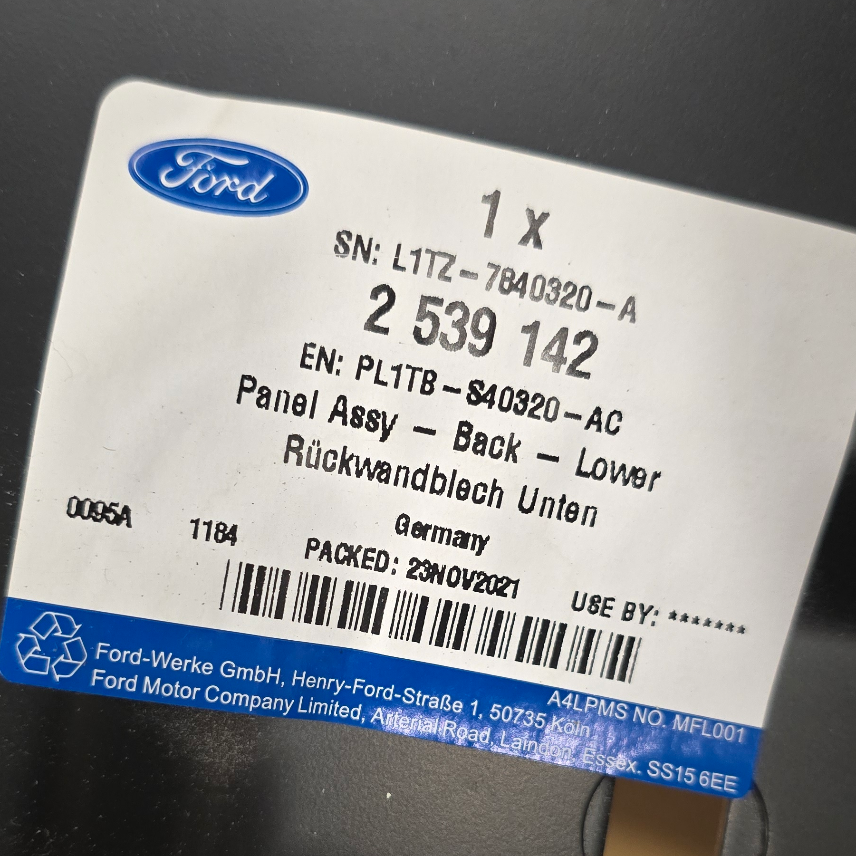 Ford
1 X
SN: L1TZ-7840320-A
2 539 142
EN: PL1TB-S40320-AC
Panel Assy - Back - Lower
Rückwandblech Unten
Germany
0095A 1184 PACKED: 23NOV2021 USE BY: *******
A4LPMS NO. MFL001
Ford-Werke GmbH, Henry-Ford-Straße 1, 50735 Köln
Ford Motor Company Limited, Arterial Road, Laindon, Essex. SS15 6EE